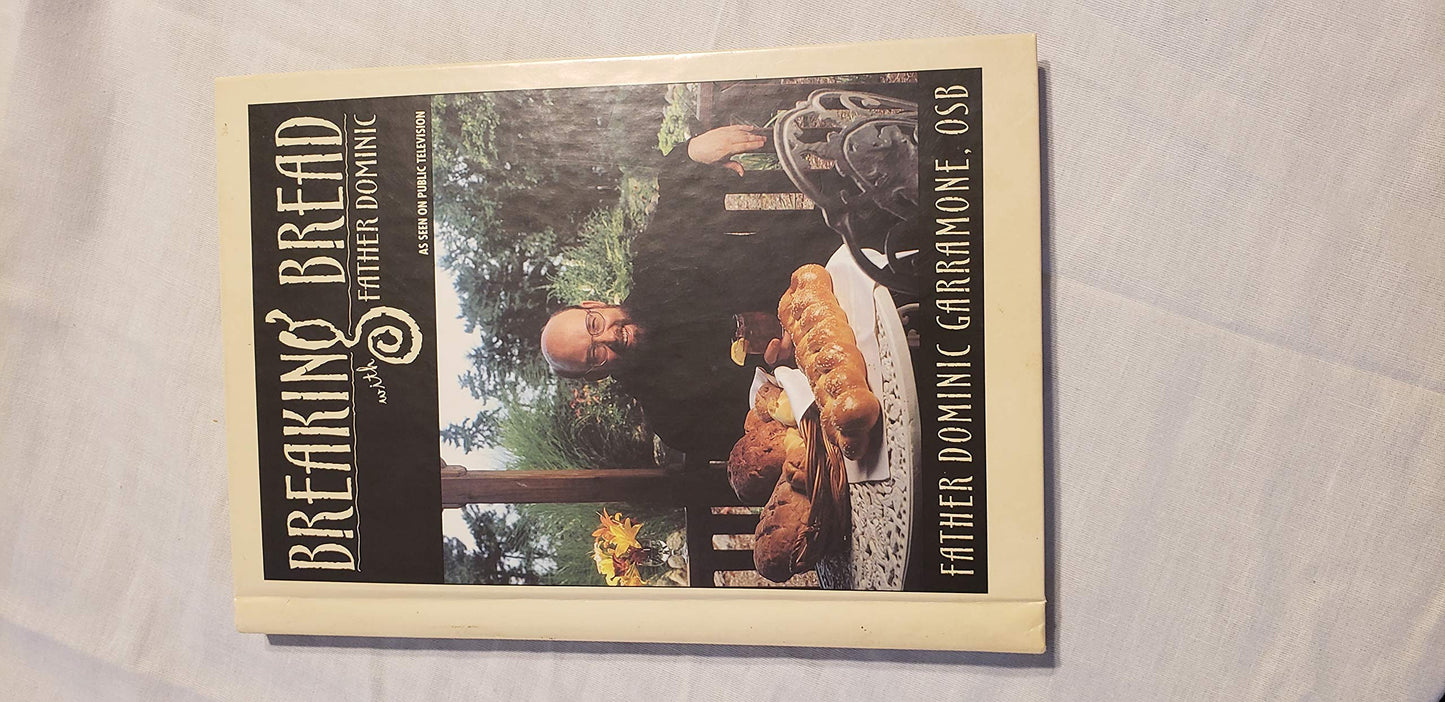 BREAKING BREAD
with FATHER DOMINIC
AS SEEN ON PUBLIC TELEVISION
FATHER DOMINIC GARRAMONE, OSB